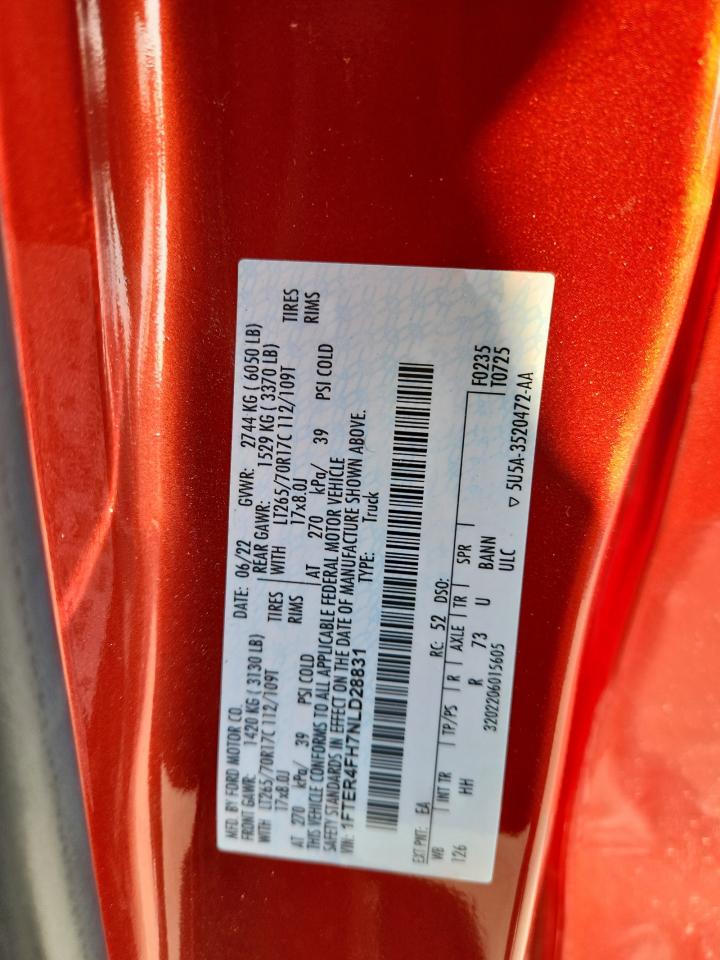 MFD. BY FORD MOTOR CO. DATE: 06/22 GVWR: 2744 KG ( 6050 LB)
FRONT GAWR: 1420 KG ( 3130 LB) REAR GAWR: 1529 KG ( 3370 LB)
WITH LT265/70R17C 112/109T TIRES WITH LT265/70R17C 112/109T TIRES
17x8.0J RIMS 17x8.0J RIMS
AT 270 kPa/ 39 PSI COLD AT 270 kPa/ 39 PSI COLD
THIS VEHICLE CONFORMS TO ALL APPLICABLE FEDERAL MOTOR VEHICLE
SAFETY STANDARDS IN EFFECT ON THE DATE OF MANUFACTURE SHOWN ABOVE.
VIN: 1FTER4FH7NLD28831 TYPE: Truck
EXT PNT: EA RC: 52 DSO:
WB INT TR TP/PS R AXLE TR SPR F0235
126 HH R 73 U BANN T0725
3202206015605 ULC ▽ 5U5A-3520472-AA